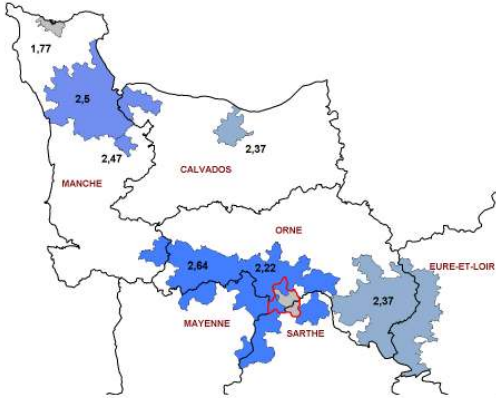 1,77
2,5
2,47
2,37
CALVADOS
MANCHE
ORNE
2,64
2,22
EURE-ET-LOIR
2,37
MAYENNE
SARTHE